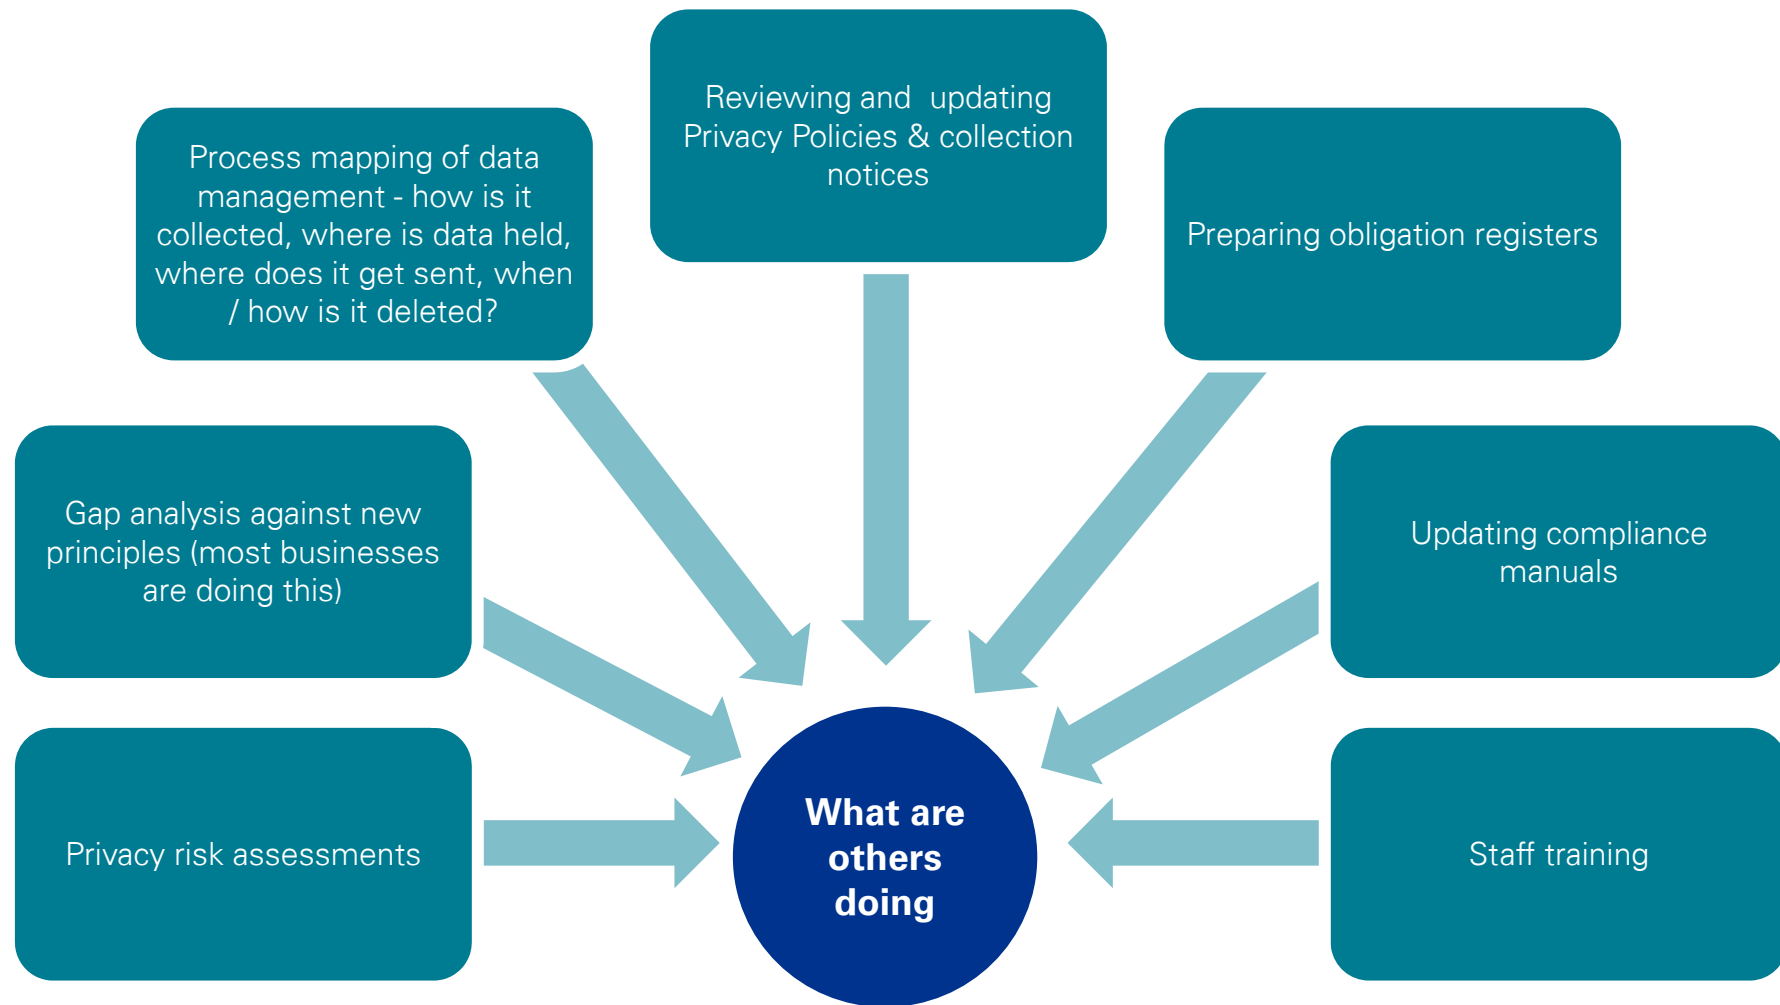 Reviewing and updating
Privacy Policies & collection
notices
Process mapping of data
management - how is it
collected, where is data held,
where does it get sent, when
/ how is it deleted?
Preparing obligation registers
Gap analysis against new
principles (most businesses
are doing this)
Updating compliance
manuals
Privacy risk assessments
What are
others
doing
Staff training